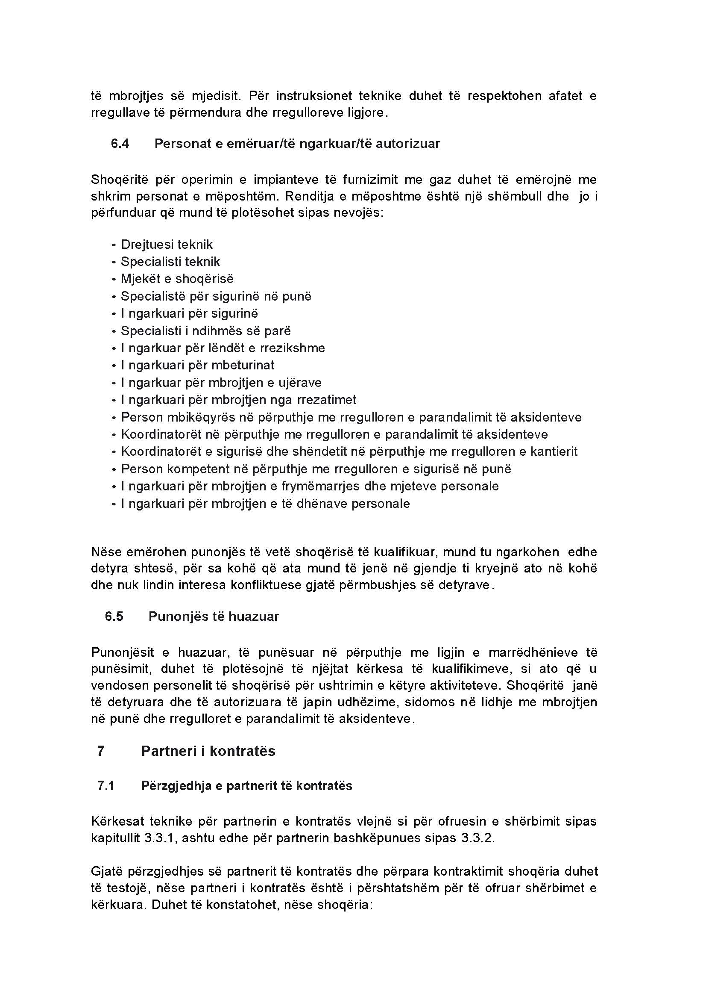 të mbrojtjes së mjedisit. Për instruksionet teknike duhet të respektohen afatet e
rregullave të përmendura dhe rregulloreve ligjore.
6.4 Personat e emëruar/të ngarkuar/të autorizuar
Shoqëritë për operimin e impianteve të furnizimit me gaz duhet të emërojnë me
shkrim personat e mëposhtëm. Renditja e mëposhtme është një shëmbull dhe jo i
përfunduar që mund të plotësohet sipas nevojës:
- Drejtuesi teknik
- Specialisti teknik
- Mjekët e shoqërisë
- Specialistë për sigurinë në punë
- I ngarkuari për sigurinë
- Specialisti i ndihmës së parë
- I ngarkuar për lëndët e rrezikshme
- I ngarkuari për mbeturinat
- I ngarkuar për mbrojtjen e ujërave
- I ngarkuari për mbrojtjen nga rrezatimet
- Person mbikëqyrës në përputhje me rregulloren e parandalimit të aksidenteve
- Koordinatorët në përputhje me rregulloren e parandalimit të aksidenteve
- Koordinatorët e sigurisë dhe shëndetit në përputhje me rregulloren e kantierit
- Person kompetent në përputhje me rregulloren e sigurisë në punë
- I ngarkuari për mbrojtjen e frymëmarrjes dhe mjeteve personale
- I ngarkuari për mbrojtjen e të dhënave personale
Nëse emërohen punonjës të vetë shoqërisë të kualifikuar, mund tu ngarkohen edhe
detyra shtesë, për sa kohë që ata mund të jenë në gjendje ti kryejnë ato në kohë
dhe nuk lindin interesa konfliktuese gjatë përmbushjes së detyrave.
6.5 Punonjës të huazuar
Punonjësit e huazuar, të punësuar në përputhje me ligjin e marrëdhënieve të
punësimit, duhet të plotësojnë të njëjtat kërkesa të kualifikimeve, si ato që u
vendosen personelit të shoqërisë për ushtrimin e këtyre aktiviteteve. Shoqëritë janë
të detyruara dhe të autorizuara të japin udhëzime, sidomos në lidhje me mbrojtjen
në punë dhe rregulloret e parandalimit të aksidenteve.
7 Partneri i kontratës
7.1 Përzgjedhja e partnerit të kontratës
Kërkesat teknike për partnerin e kontratës vlejnë si për ofruesin e shërbimit sipas
kapitullit 3.3.1, ashtu edhe për partnerin bashkëpunues sipas 3.3.2.
Gjatë përzgjedhjes së partnerit të kontratës dhe përpara kontraktimit shoqëria duhet
të testojë, nëse partneri i kontratës është i përshtatshëm për të ofruar shërbimet e
kërkuara. Duhet të konstatohet, nëse shoqëria: